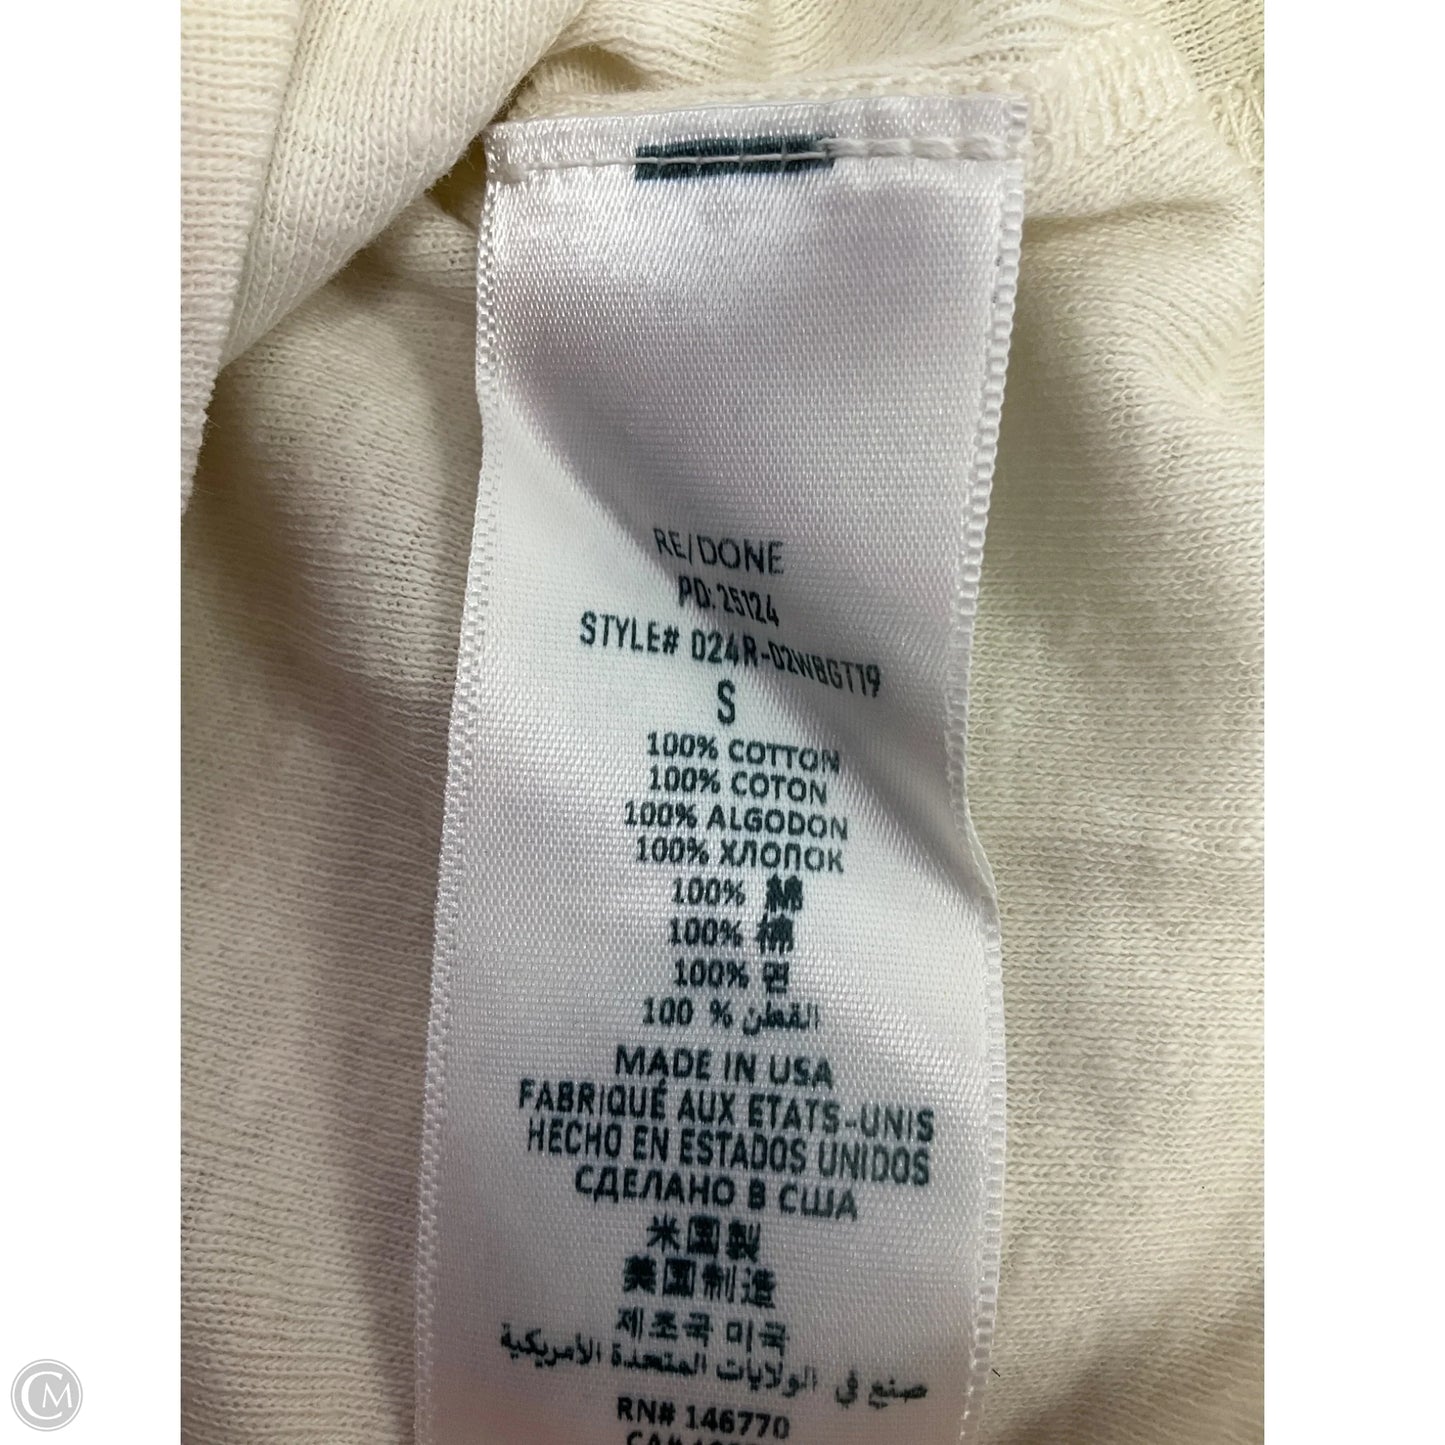 RE/DONE
PO: 25124
STYLE# 024R-02WBGT19
S
100% COTTON
100% COTON
100% ALGODON
100% ХЛОПОК
100% 綿
100% 棉
100% 면
100 % القطن
MADE IN USA
FABRIQUÉ AUX ETATS-UNIS
HECHO EN ESTADOS UNIDOS
СДЕЛАНО В США
米国製
美国制造
제조국 미국
صنع في الولايات المتحدة الأمريكية
RN# 146770
CM